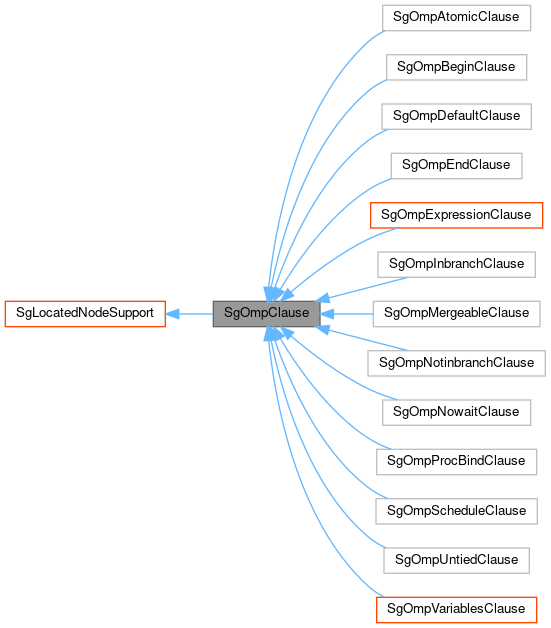 SgOmpAtomicClause
SgOmpBeginClause
SgOmpDefaultClause
SgOmpEndClause
SgOmpExpressionClause
SgOmpInbranchClause
SgLocatedNodeSupport
SgOmpClause
SgOmpMergeableClause
SgOmpNotinbranchClause
SgOmpNowaitClause
SgOmpProcBindClause
SgOmpScheduleClause
SgOmpUntiedClause
SgOmpVariablesClause